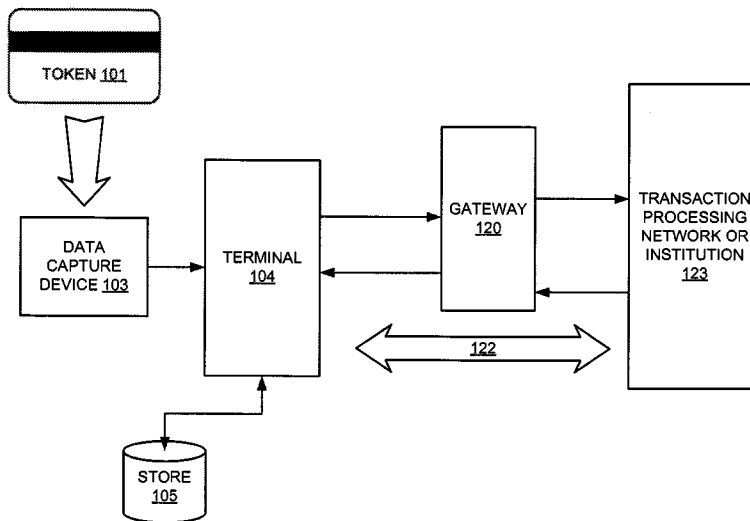 TOKEN 101
DATA
CAPTURE
DEVICE 103
TERMINAL
104
GATEWAY
120
TRANSACTION
PROCESSING
NETWORK OR
INSTITUTION
123
122
STORE
105